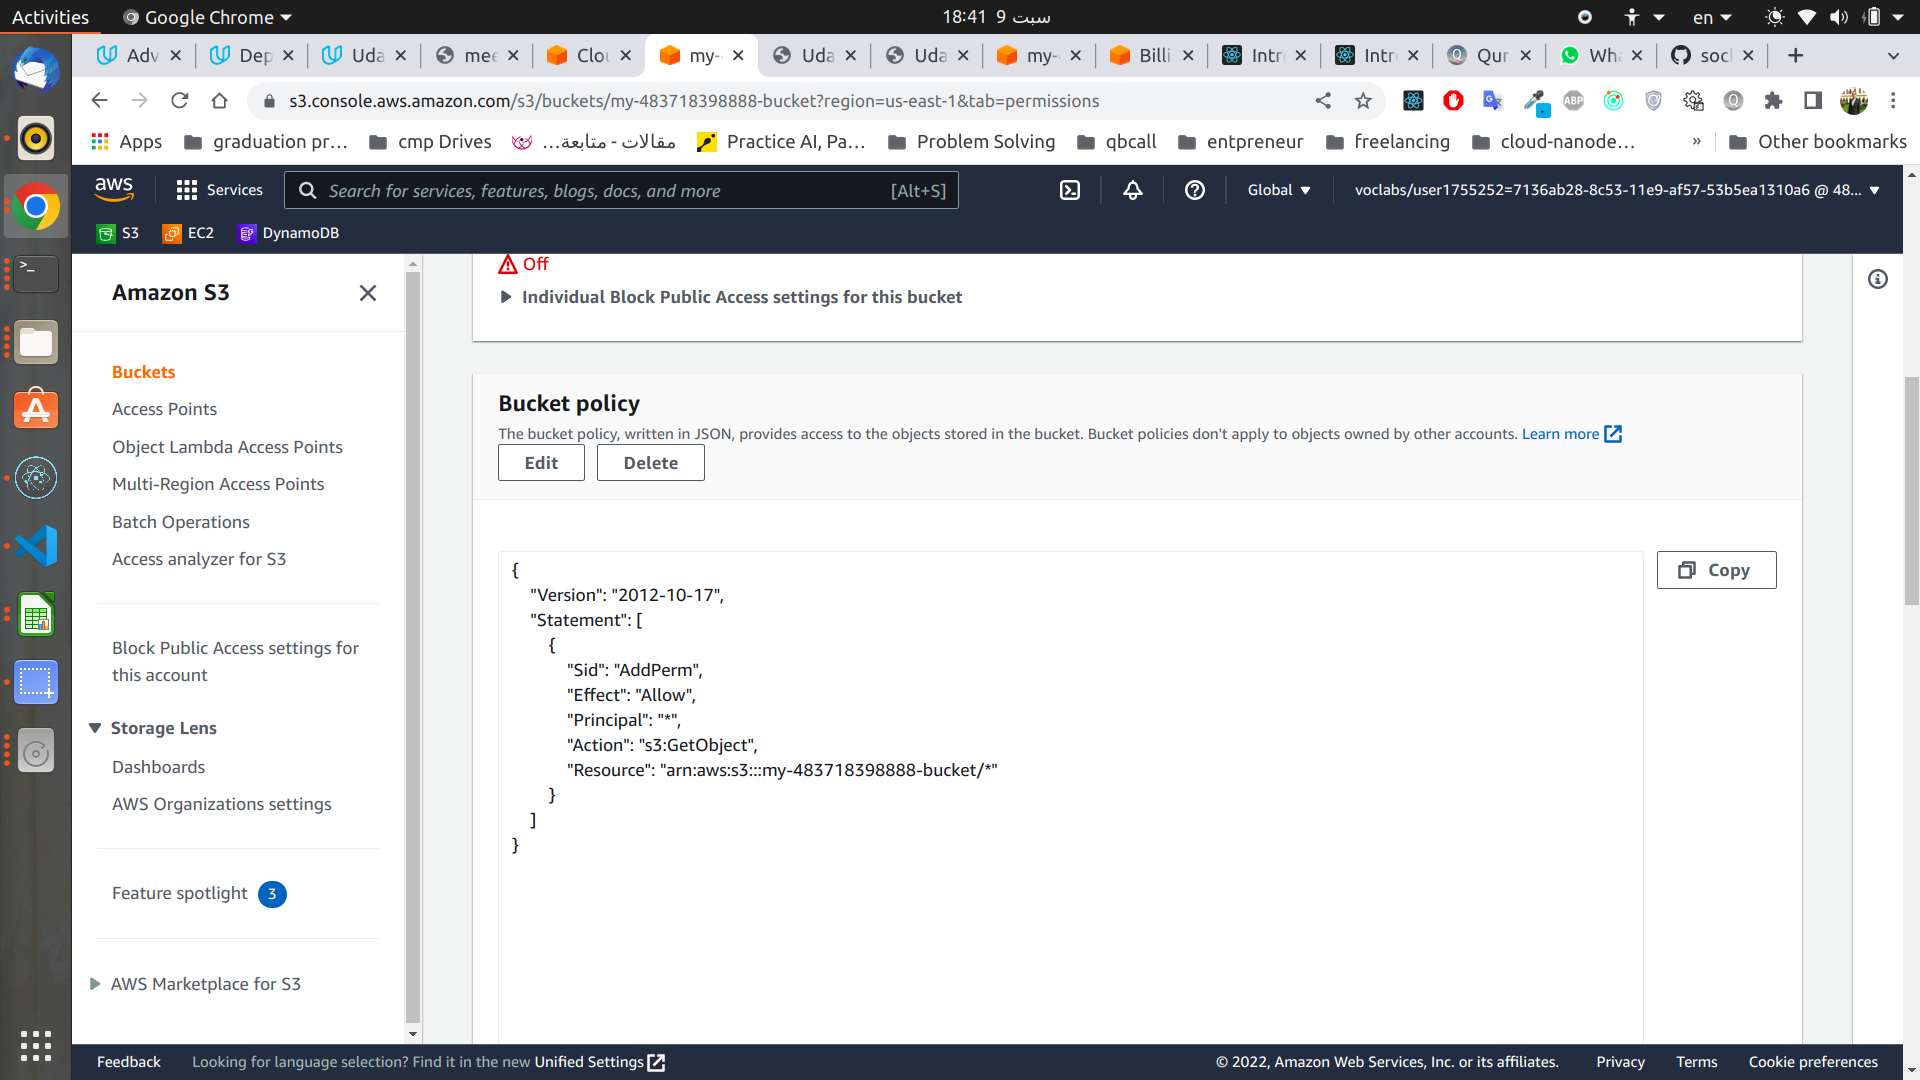 Activities Google Chrome 18:41 9 سبت en
Adv Dep Uda mee Clou my- Uda Uda my- Billi Intr Intr Qur Wha soc
s3.console.aws.amazon.com/s3/buckets/my-483718398888-bucket?region=us-east-1&tab=permissions
Apps graduation pr... cmp Drives مقالات - متابعة... Practice AI, Pa... Problem Solving qbcall entpreneur freelancing cloud-nanode... » Other bookmarks
aws Services Search for services, features, blogs, docs, and more [Alt+S] Global voclabs/user1755252=7136ab28-8c53-11e9-af57-53b5ea1310a6 @ 48...
S3 EC2 DynamoDB
Amazon S3
Buckets
Access Points
Object Lambda Access Points
Multi-Region Access Points
Batch Operations
Access analyzer for S3
Block Public Access settings for
this account
Storage Lens
Dashboards
AWS Organizations settings
Feature spotlight 3
AWS Marketplace for S3
Off
Individual Block Public Access settings for this bucket
Bucket policy
The bucket policy, written in JSON, provides access to the objects stored in the bucket. Bucket policies don't apply to objects owned by other accounts. Learn more
Edit Delete
Copy
{
"Version": "2012-10-17",
"Statement": [
{
"Sid": "AddPerm",
"Effect": "Allow",
"Principal": "*",
"Action": "s3:GetObject",
"Resource": "arn:aws:s3:::my-483718398888-bucket/*"
}
]
}
Feedback Looking for language selection? Find it in the new Unified Settings © 2022, Amazon Web Services, Inc. or its affiliates. Privacy Terms Cookie preferences